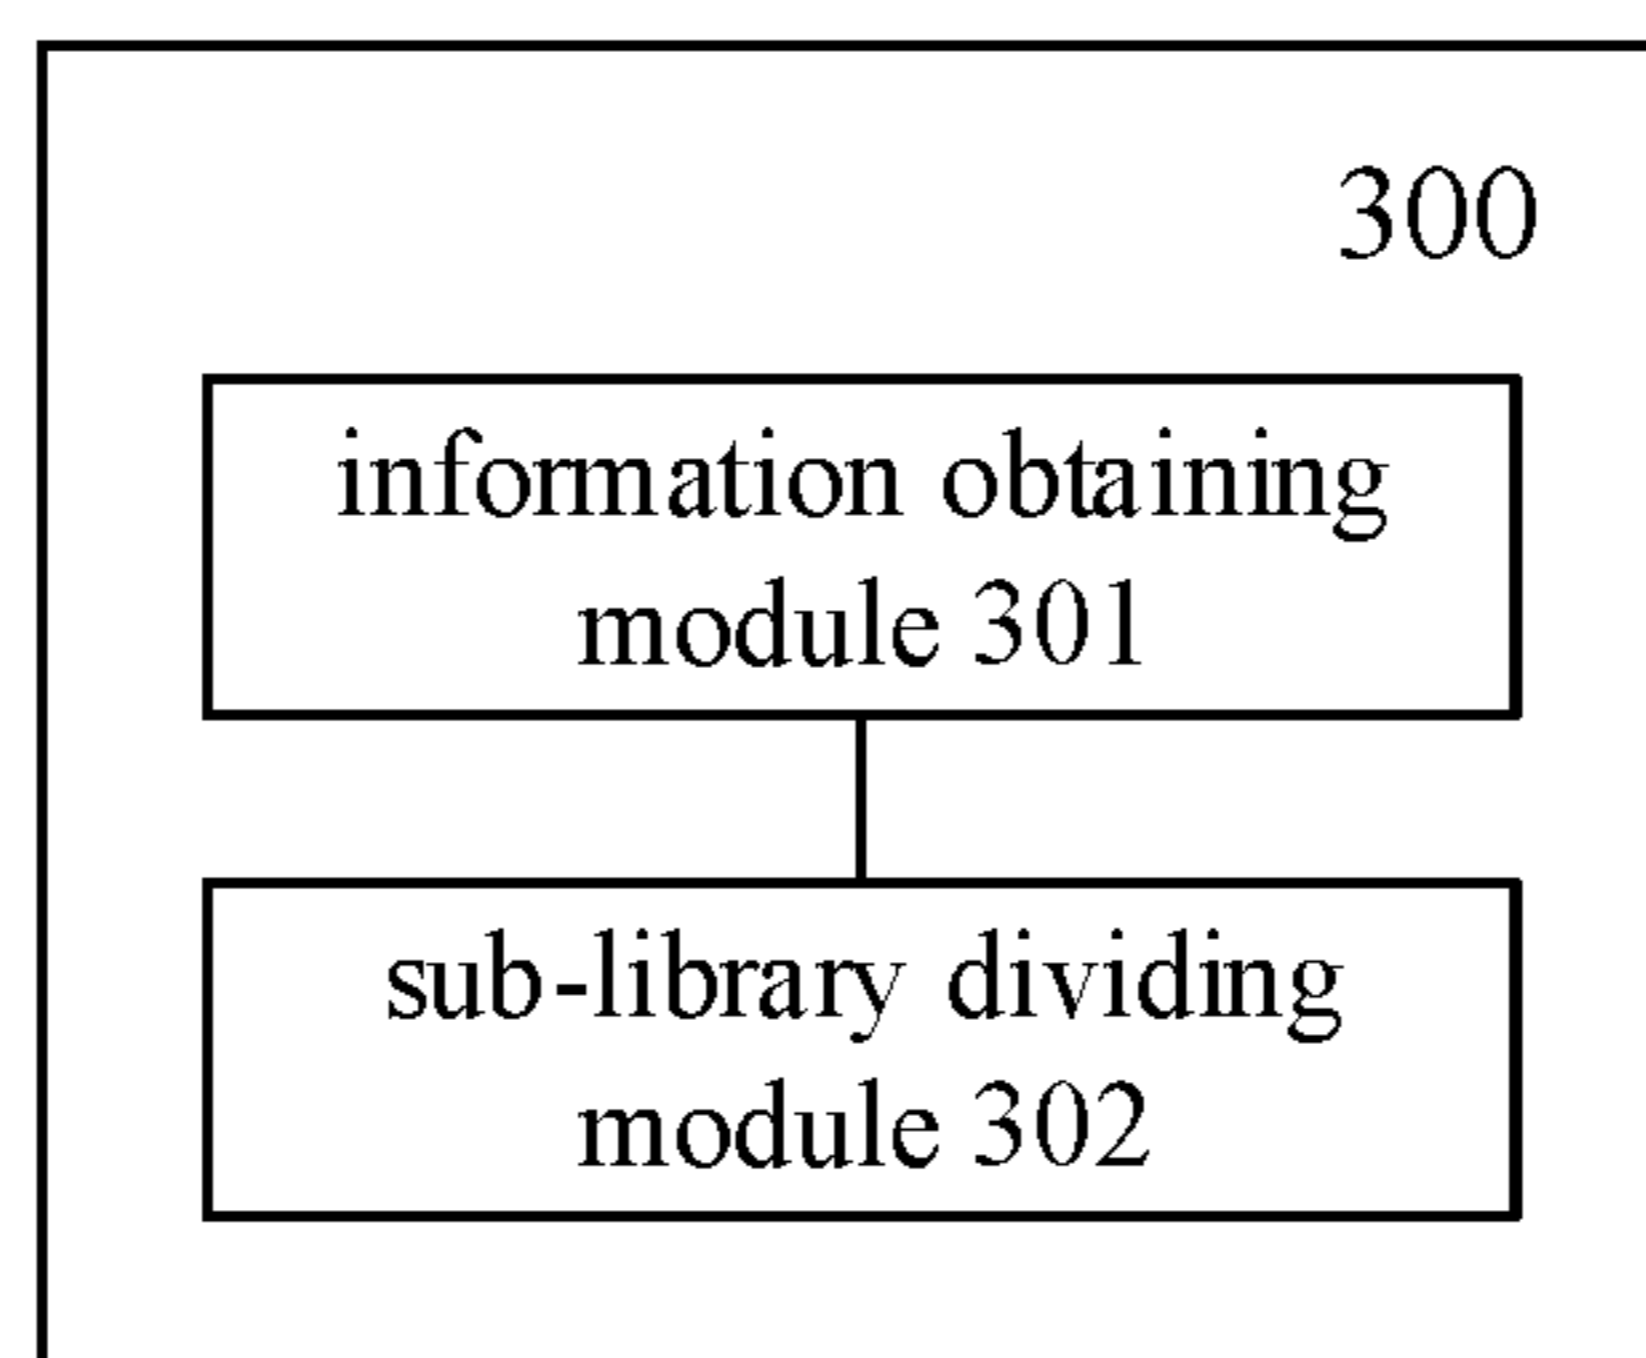 300
information obtaining
module 301
sub-library dividing
module 302